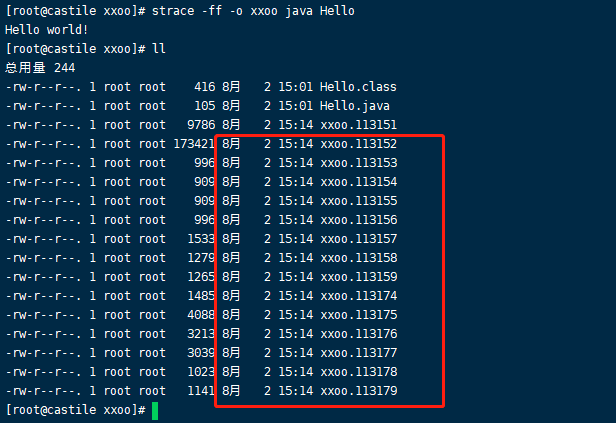 [root@castile xxoo]# strace -ff -o xxoo java Hello
Hello world!
[root@castile xxoo]# ll
总用量 244
-rw-r--r--. 1 root root    416 8月   2 15:01 Hello.class
-rw-r--r--. 1 root root    105 8月   2 15:01 Hello.java
-rw-r--r--. 1 root root   9786 8月   2 15:14 xxoo.113151
-rw-r--r--. 1 root root 173421 8月   2 15:14 xxoo.113152
-rw-r--r--. 1 root root    996 8月   2 15:14 xxoo.113153
-rw-r--r--. 1 root root    909 8月   2 15:14 xxoo.113154
-rw-r--r--. 1 root root    909 8月   2 15:14 xxoo.113155
-rw-r--r--. 1 root root    996 8月   2 15:14 xxoo.113156
-rw-r--r--. 1 root root   1533 8月   2 15:14 xxoo.113157
-rw-r--r--. 1 root root   1279 8月   2 15:14 xxoo.113158
-rw-r--r--. 1 root root   1265 8月   2 15:14 xxoo.113159
-rw-r--r--. 1 root root   1485 8月   2 15:14 xxoo.113174
-rw-r--r--. 1 root root   4088 8月   2 15:14 xxoo.113175
-rw-r--r--. 1 root root   3213 8月   2 15:14 xxoo.113176
-rw-r--r--. 1 root root   3039 8月   2 15:14 xxoo.113177
-rw-r--r--. 1 root root   1023 8月   2 15:14 xxoo.113178
-rw-r--r--. 1 root root   1141 8月   2 15:14 xxoo.113179
[root@castile xxoo]#